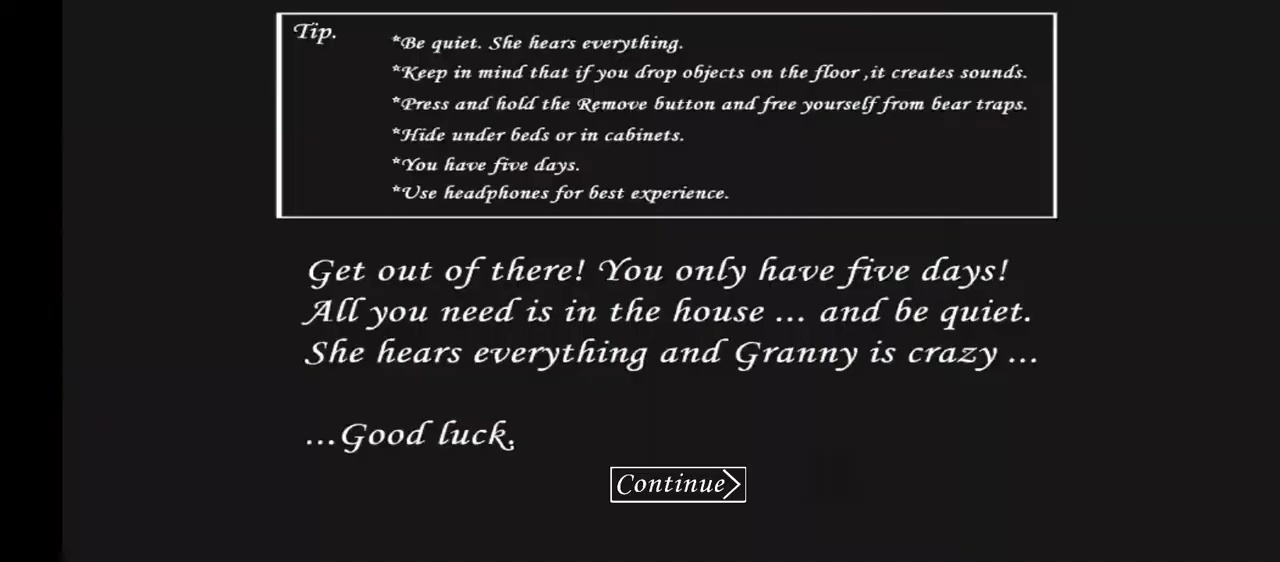 Tip.
*Be quiet. She hears everything.
*Keep in mind that if you drop objects on the floor ,it creates sounds.
*Press and hold the Remove button and free yourself from bear traps.
*Hide under beds or in cabinets.
*You have five days.
*Use headphones for best experience.
Get out of there! You only have five days!
All you need is in the house ... and be quiet.
She hears everything and Granny is crazy ...
...Good luck.
Continue